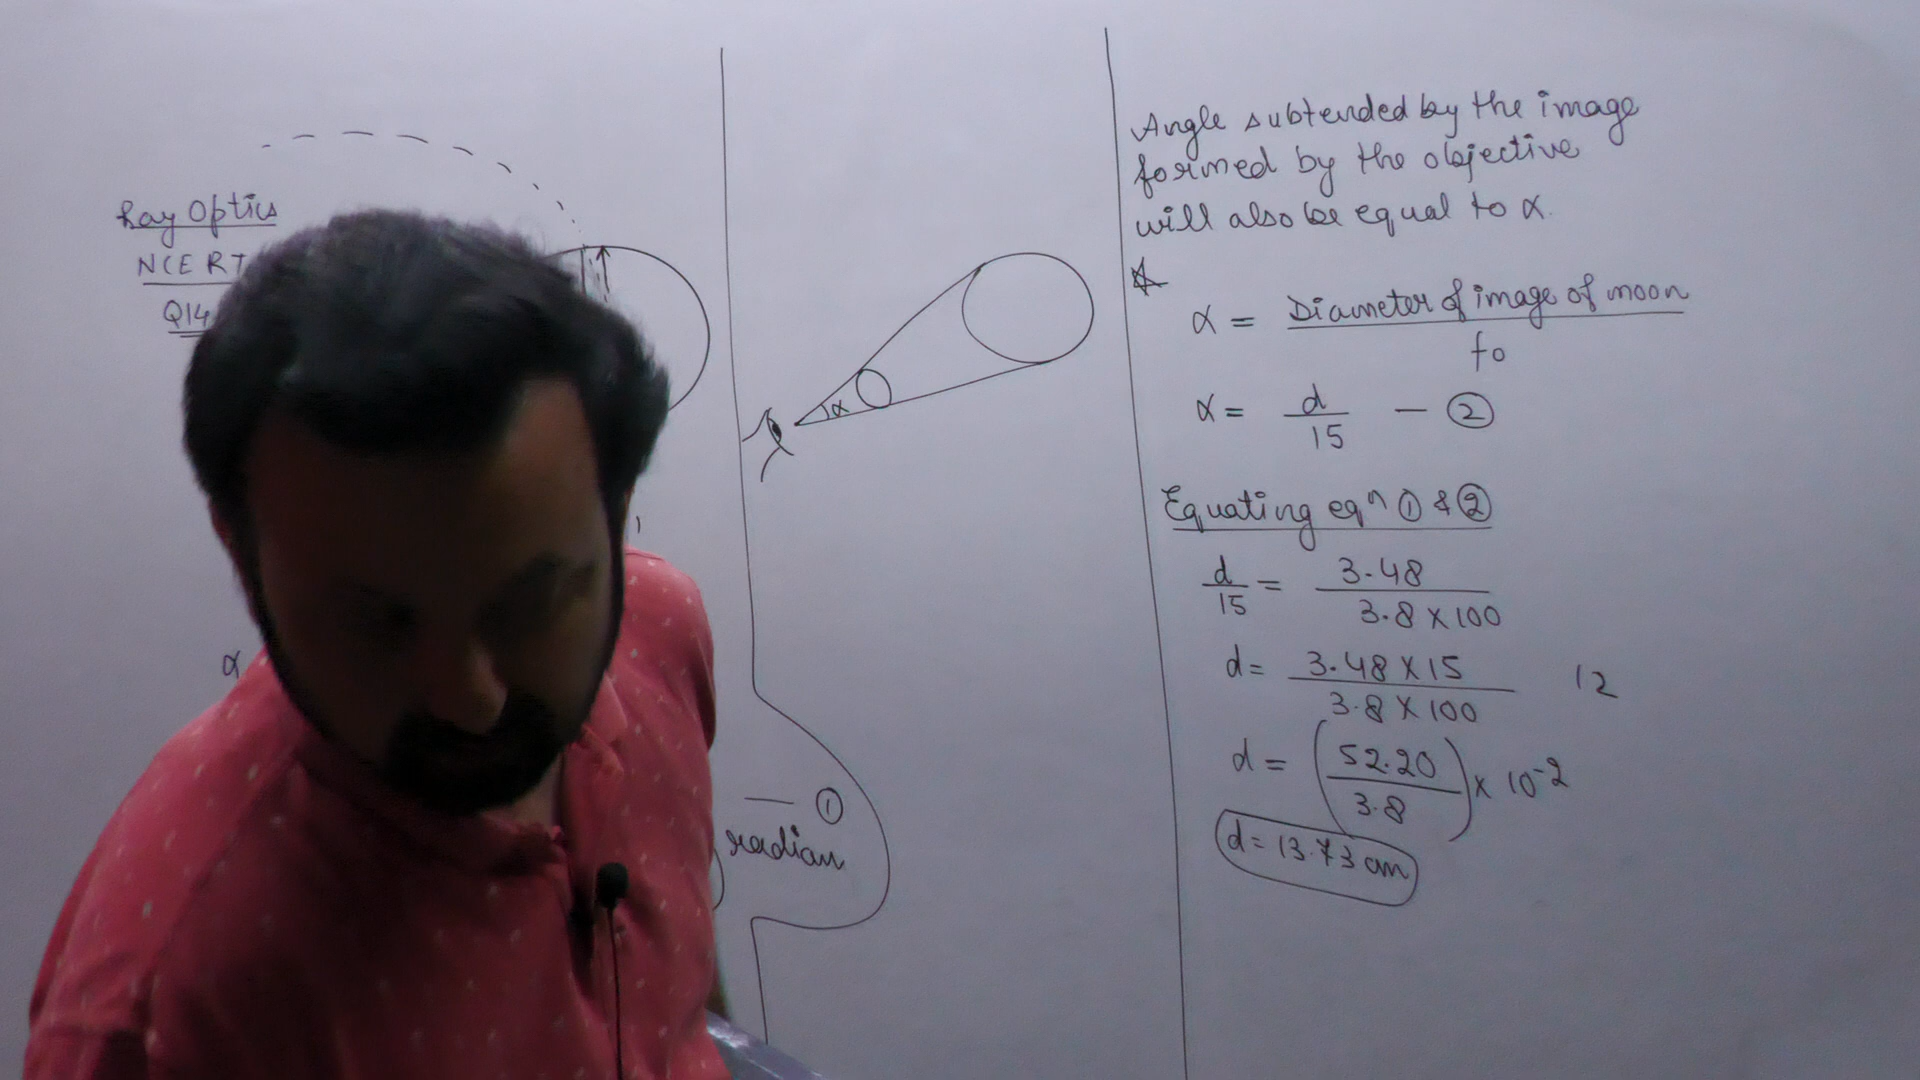 Ray Optics
NCERT
Q14
α
α
— ①
radian
Angle subtended by the image
formed by the objective
will also be equal to α.
α = Diameter of image of moon
fo
α = d
15 — ②
Equating eqⁿ ① & ②
d/15 = 3.48
3.8 × 100
d = 3.48 × 15
3.8 × 100
12
d = (52.20
3.8) × 10⁻²
d = 13.73 cm